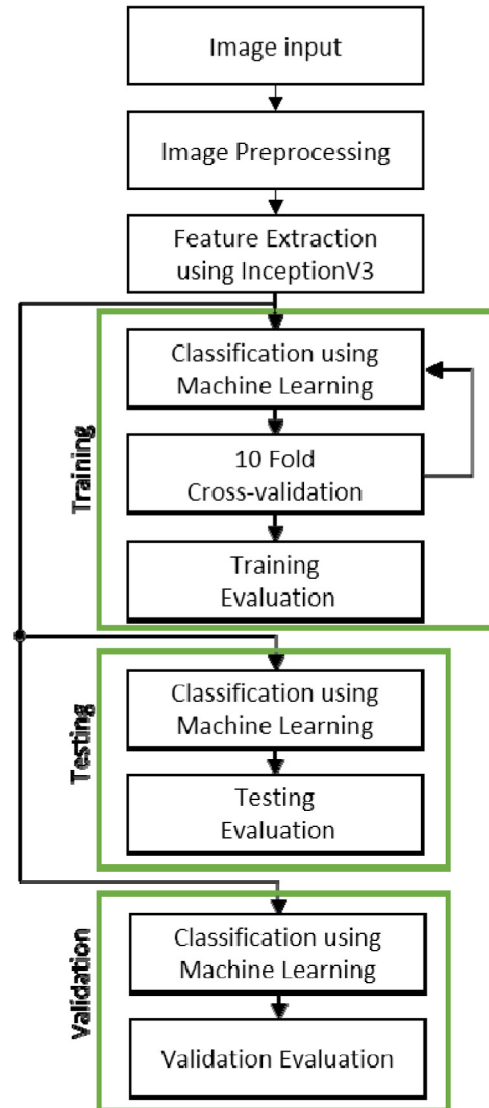 Image input
Image Preprocessing
Feature Extraction
using InceptionV3
Training
Classification using
Machine Learning
10 Fold
Cross-validation
Training
Evaluation
Testing
Classification using
Machine Learning
Testing
Evaluation
Validation
Classification using
Machine Learning
Validation Evaluation